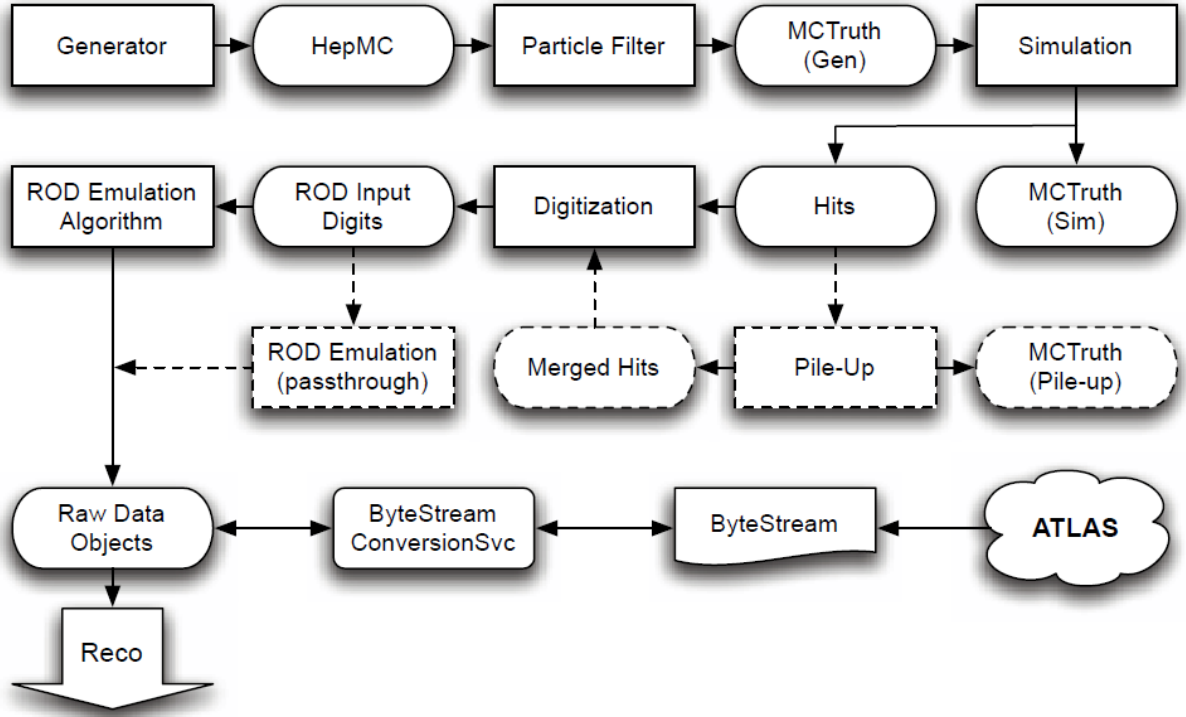 Generator
HepMC
Particle Filter
MCTruth
(Gen)
Simulation
ROD Emulation
Algorithm
ROD Input
Digits
Digitization
Hits
MCTruth
(Sim)
ROD Emulation
(passthrough)
Merged Hits
Pile-Up
MCTruth
(Pile-up)
Raw Data
Objects
ByteStream
ConversionSvc
ByteStream
ATLAS
Reco